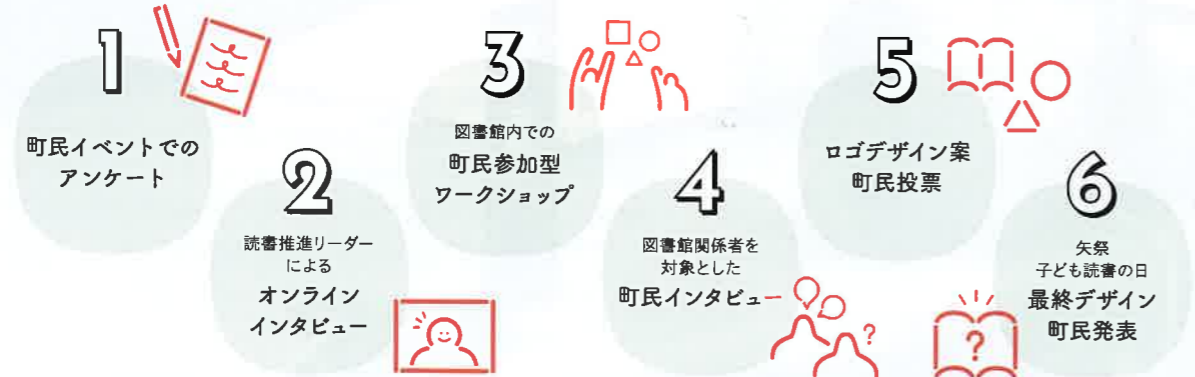 1
町民イベントでの
アンケート
2
読書推進リーダー
による
オンライン
インタビュー
3
図書館内での
町民参加型
ワークショップ
4
図書館関係者を
対象とした
町民インタビュー
?
5
ロゴデザイン案
町民投票
6
矢祭
子ども読書の日
最終デザイン
町民発表
?